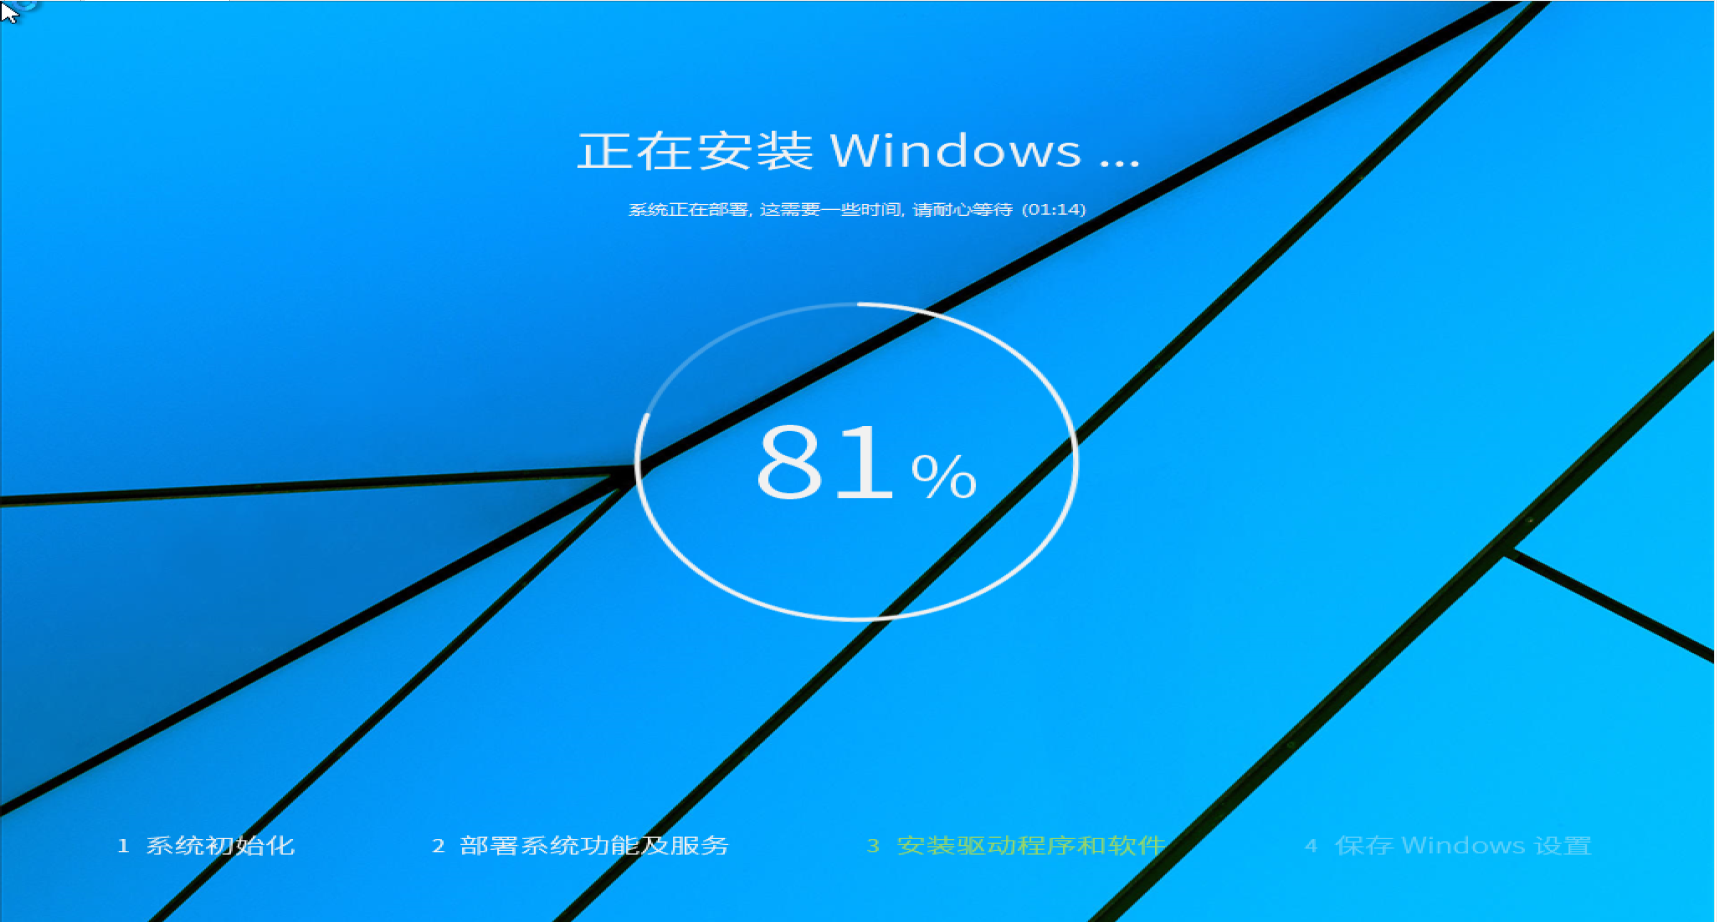 正在安装 Windows ...
系统正在部署, 这需要一些时间, 请耐心等待 (01:14)
81%
1 系统初始化
2 部署系统功能及服务
3 安装驱动程序和软件
4 保存 Windows 设置